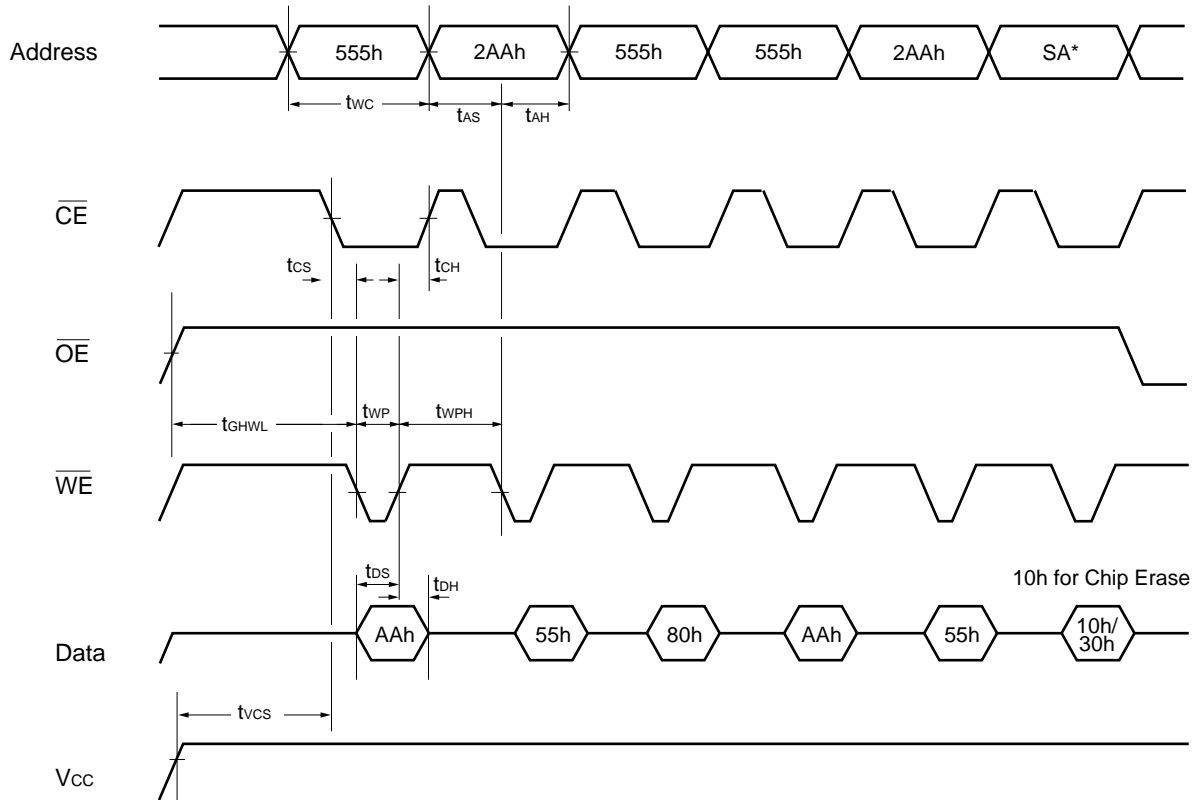 Address
555h
2AAh
555h
555h
2AAh
SA*
tWC
tAS
tAH
CE
tCS
tCH
OE
tGHWL
tWP
tWPH
WE
tDS
tDH
10h for Chip Erase
Data
AAh
55h
80h
AAh
55h
10h/
30h
tVCS
VCC